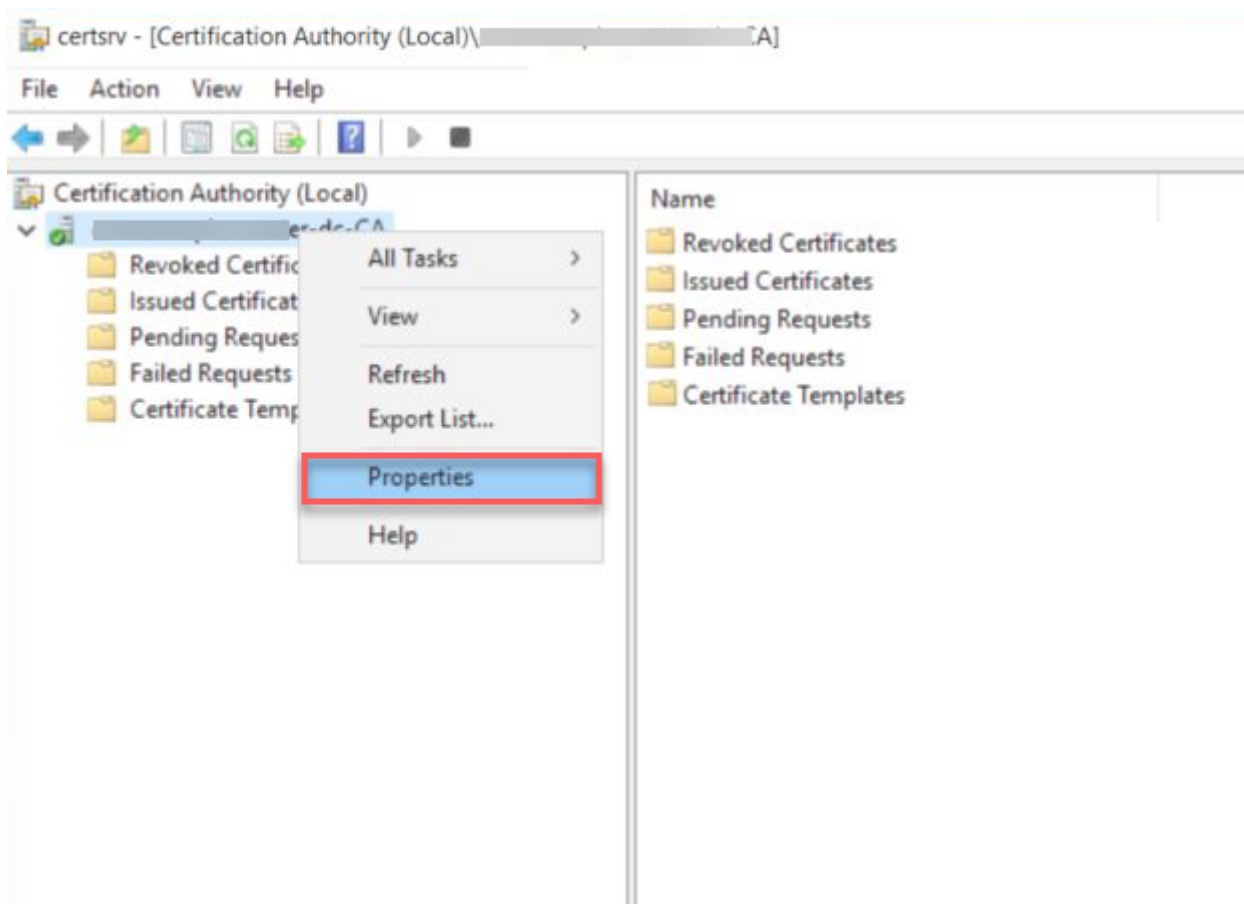 certsrv - [Certification Authority (Local)\ CA]
File Action View Help
Certification Authority (Local)
-CA
Revoked Certific
Issued Certificat
Pending Reques
Failed Requests
Certificate Temp
All Tasks
View
Refresh
Export List...
Properties
Help
Name
Revoked Certificates
Issued Certificates
Pending Requests
Failed Requests
Certificate Templates